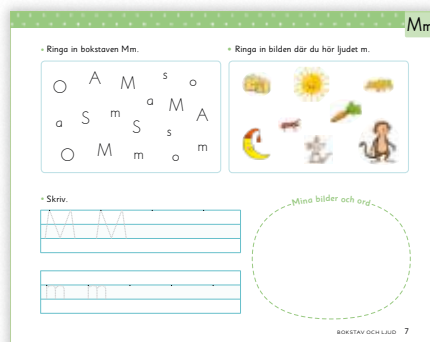 Mm
• Ringa in bokstaven Mm.
O A M s o
a M A
a S m S s
O M m o m
• Ringa in bilden där du hör ljudet m.
• Skriv.
M M
m m
Mina bilder och ord
BOKSTAV OCH LJUD 7